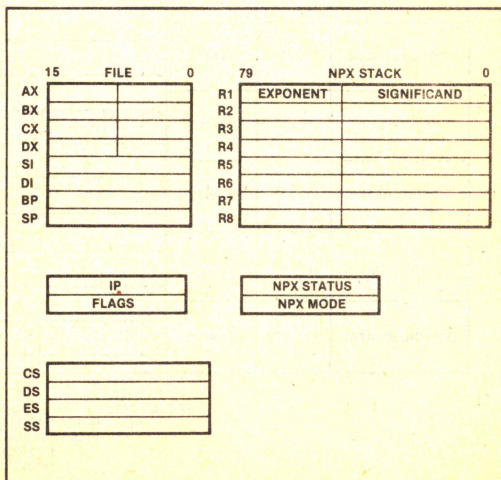 15 FILE 0
AX
BX
CX
DX
SI
DI
BP
SP
79 NPX STACK 0
R1 EXPONENT SIGNIFICAND
R2
R3
R4
R5
R6
R7
R8
IP
FLAGS
NPX STATUS
NPX MODE
CS
DS
ES
SS